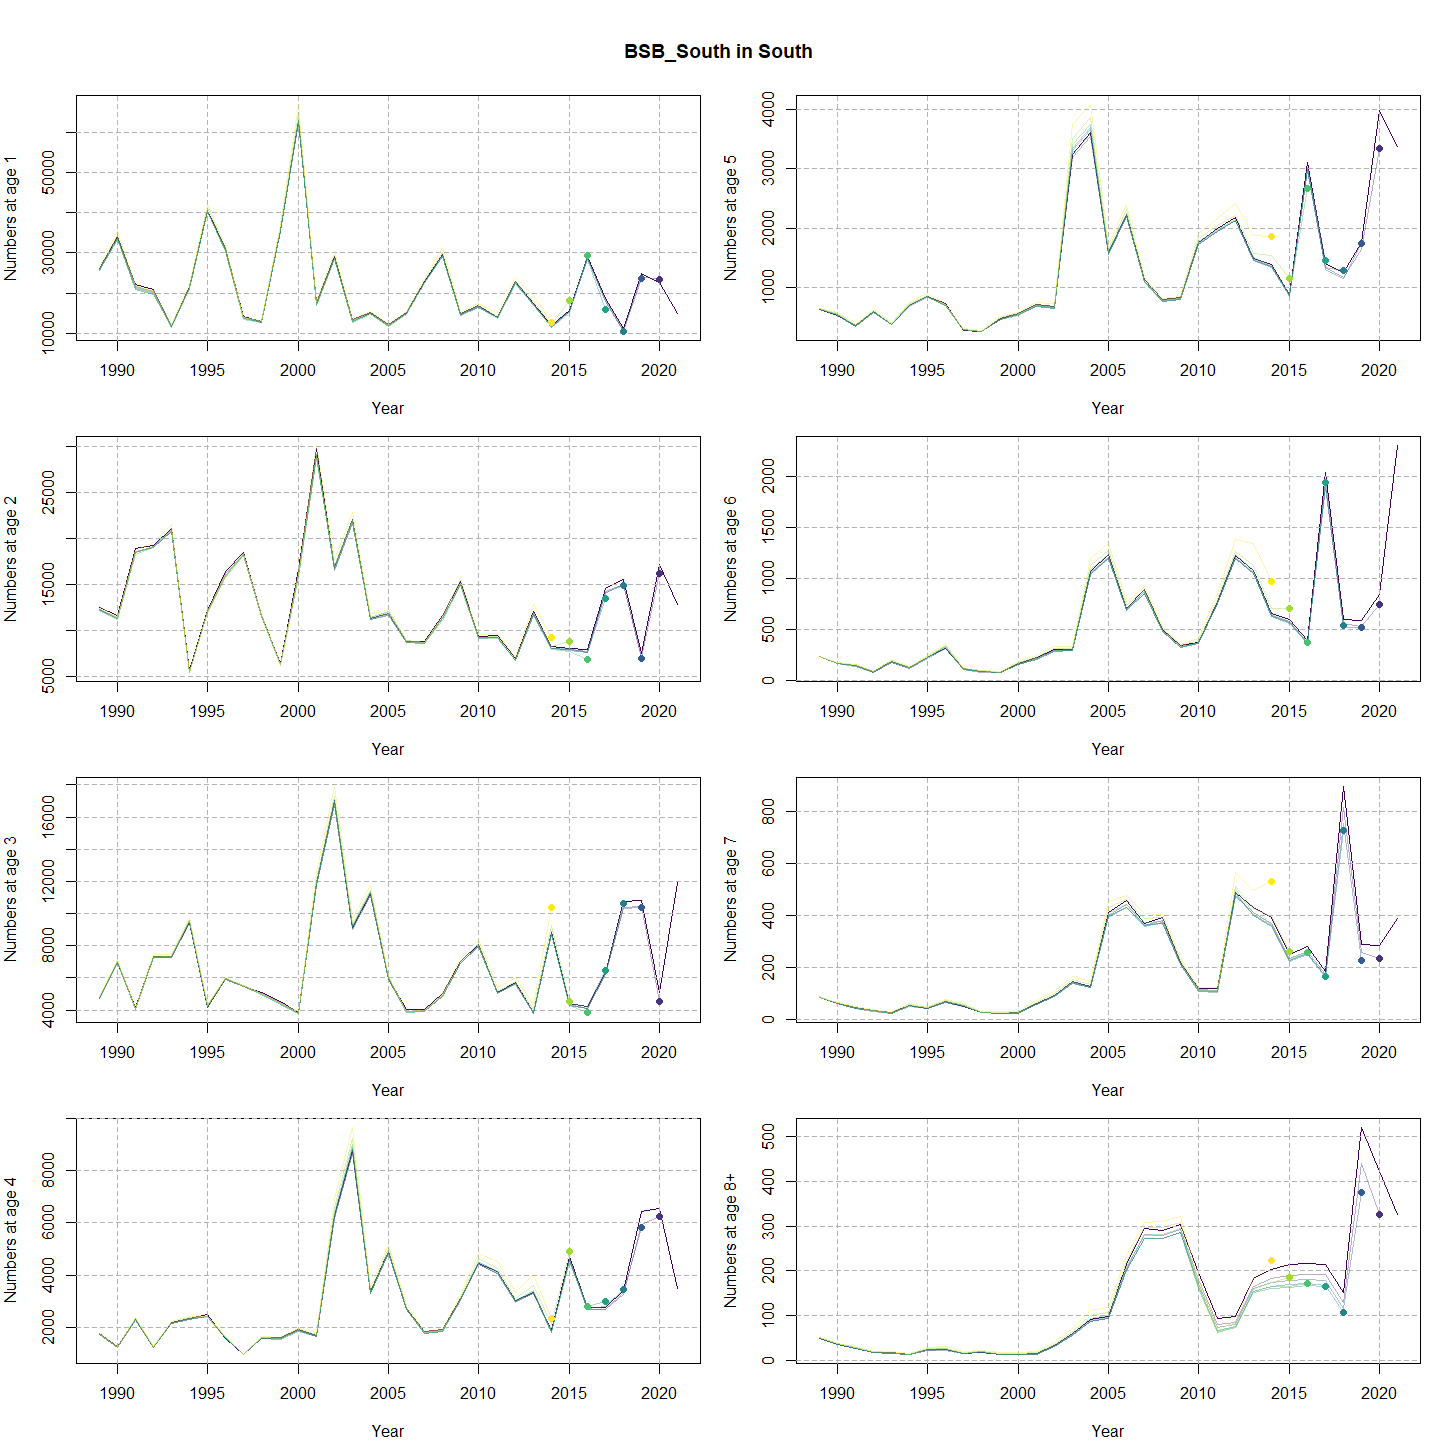 BSB_South in South
Numbers at age 1
10000 30000 50000
1990 1995 2000 2005 2010 2015 2020
Year
Numbers at age 5
1000 2000 3000 4000
1990 1995 2000 2005 2010 2015 2020
Year
Numbers at age 2
5000 15000 25000
1990 1995 2000 2005 2010 2015 2020
Year
Numbers at age 6
0 500 1000 1500 2000
1990 1995 2000 2005 2010 2015 2020
Year
Numbers at age 3
4000 8000 12000 16000
1990 1995 2000 2005 2010 2015 2020
Year
Numbers at age 7
0 200 400 600 800
1990 1995 2000 2005 2010 2015 2020
Year
Numbers at age 4
2000 4000 6000 8000
1990 1995 2000 2005 2010 2015 2020
Year
Numbers at age 8+
0 100 200 300 400 500
1990 1995 2000 2005 2010 2015 2020
Year